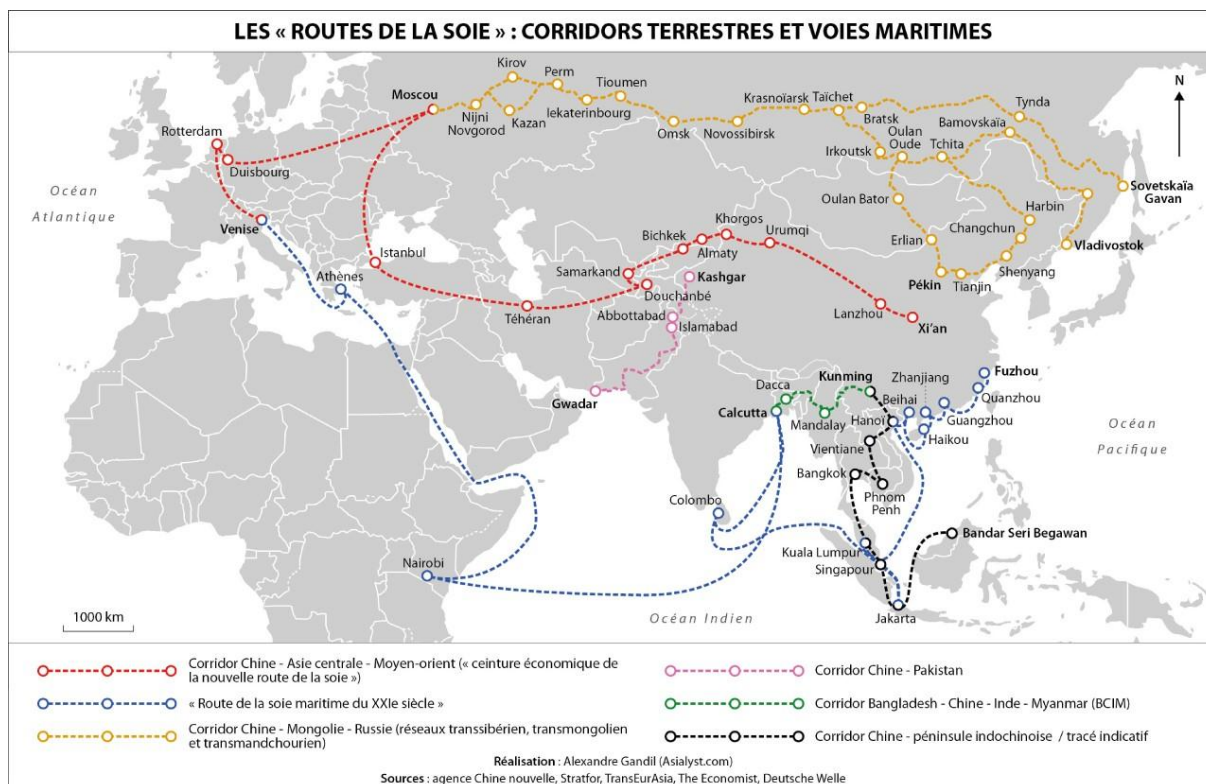 LES « ROUTES DE LA SOIE » : CORRIDORS TERRESTRES ET VOIES MARITIMES
Kirov
Perm
Tioumen
Moscou
Nijni
Novgorod
Kazan
Iekaterinbourg
Omsk
Novossibirsk
Krasnoïarsk
Taïchet
Bratsk
Oulan
Oude
Irkoutsk
Tchita
Bamovskaïa
Tynda
N
Rotterdam
Duisbourg
Océan
Atlantique
Venise
Istanbul
Athènes
Oulan Bator
Erlian
Pékin
Tianjin
Shenyang
Changchun
Harbin
Sovetskaïa
Gavan
Vladivostok
Bichkek
Almaty
Khorgos
Urumqi
Samarkand
Kashgar
Douchanbé
Téhéran
Abbottabad
Islamabad
Lanzhou
Xi'an
Gwadar
Dacca
Calcutta
Mandalay
Kunming
Hanoï
Beihai
Zhanjiang
Fuzhou
Quanzhou
Guangzhou
Haikou
Océan
Pacifique
Vientiane
Bangkok
Phnom
Penh
Colombo
Kuala Lumpur
Singapour
Bandar Seri Begawan
Jakarta
Nairobi
Océan Indien
1000 km
Corridor Chine - Asie centrale - Moyen-orient (« ceinture économique de
la nouvelle route de la soie »)
« Route de la soie maritime du XXIe siècle »
Corridor Chine - Mongolie - Russie (réseaux transsibérien, transmongolien
et transmandchourien)
Corridor Chine - Pakistan
Corridor Bangladesh - Chine - Inde - Myanmar (BCIM)
Corridor Chine - péninsule indochinoise / tracé indicatif
Réalisation : Alexandre Gandil (Asialyst.com)
Sources : agence Chine nouvelle, Stratfor, TransEurAsia, The Economist, Deutsche Welle